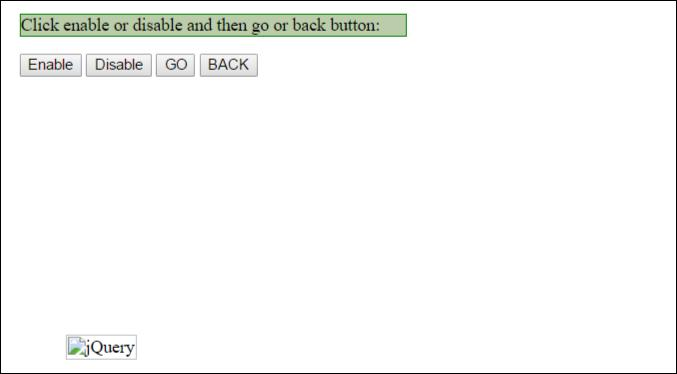 Click enable or disable and then go or back button:
Enable Disable GO BACK
jQuery